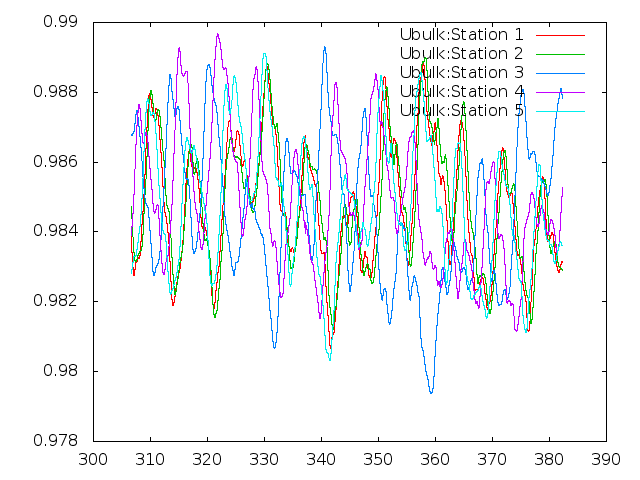 0.99
0.988
0.986
0.984
0.982
0.98
0.978
300 310 320 330 340 350 360 370 380 390
Ubulk:Station 1
Ubulk:Station 2
Ubulk:Station 3
Ubulk:Station 4
Ubulk:Station 5